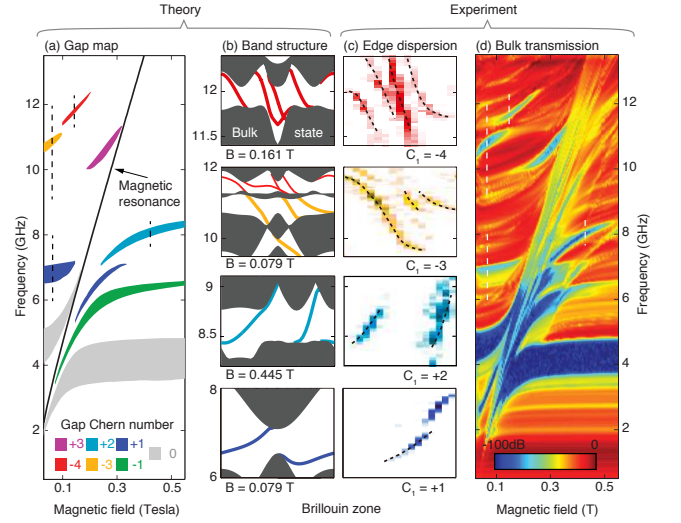 Theory
Experiment
(a) Gap map
(b) Band structure
(c) Edge dispersion
(d) Bulk transmission
Frequency (GHz)
12
10
8
6
4
2
Magnetic
resonance
Gap Chern number
+3
+2
+1
0
-4
-3
-1
0.1
0.3
0.5
Magnetic field (Tesla)
12
11.5
Bulk
state
B = 0.161 T
12
11
10
B = 0.079 T
9
8.5
B = 0.445 T
8
7
6
B = 0.079 T
Brillouin zone
C1 = -4
C1 = -3
C1 = +2
C1 = +1
12
10
8
6
4
2
Frequency (GHz)
-100dB
0
0.1
0.3
0.5
Magnetic field (T)